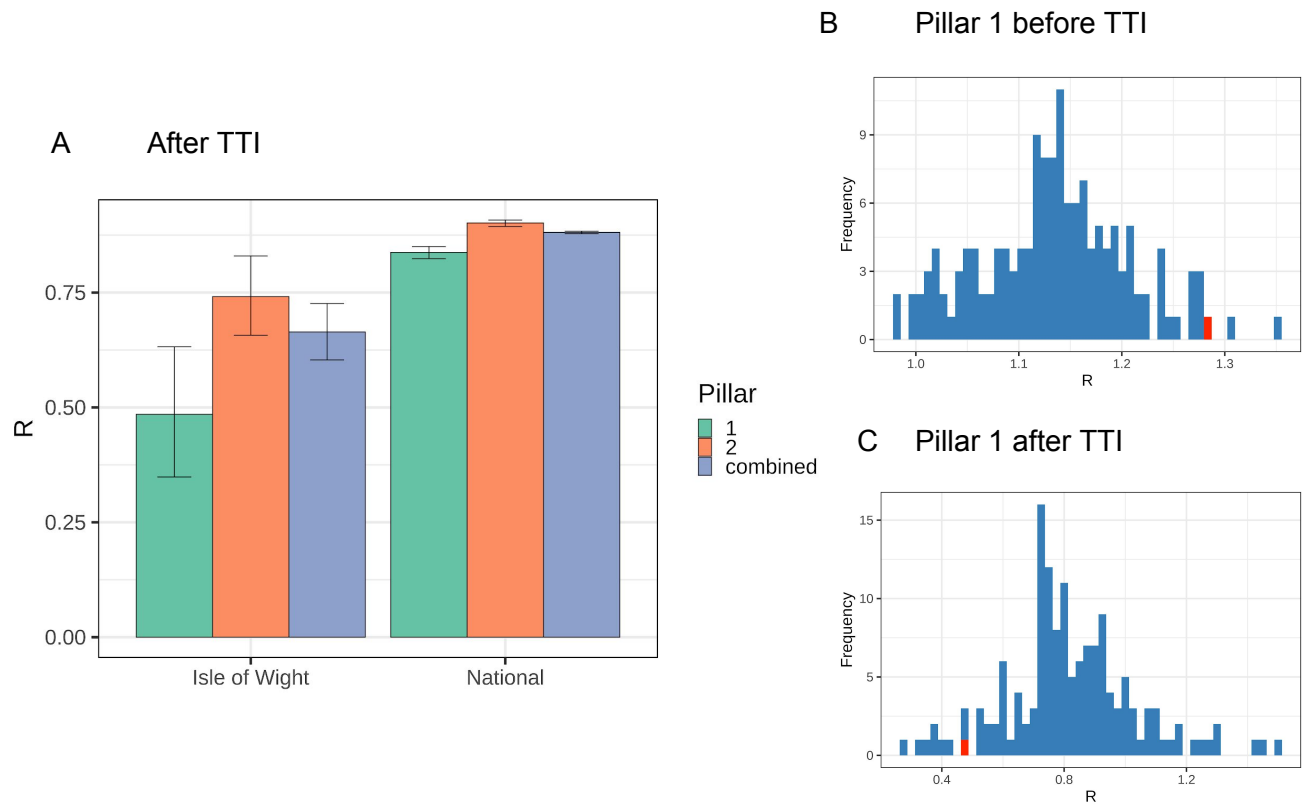 A After TTI
R
0.75
0.50
0.25
0.00
Isle of Wight National
Pillar
1
2
combined
B Pillar 1 before TTI
Frequency
9
6
3
0
1.0 1.1 1.2 1.3
R
C Pillar 1 after TTI
Frequency
15
10
5
0
0.4 0.8 1.2
R